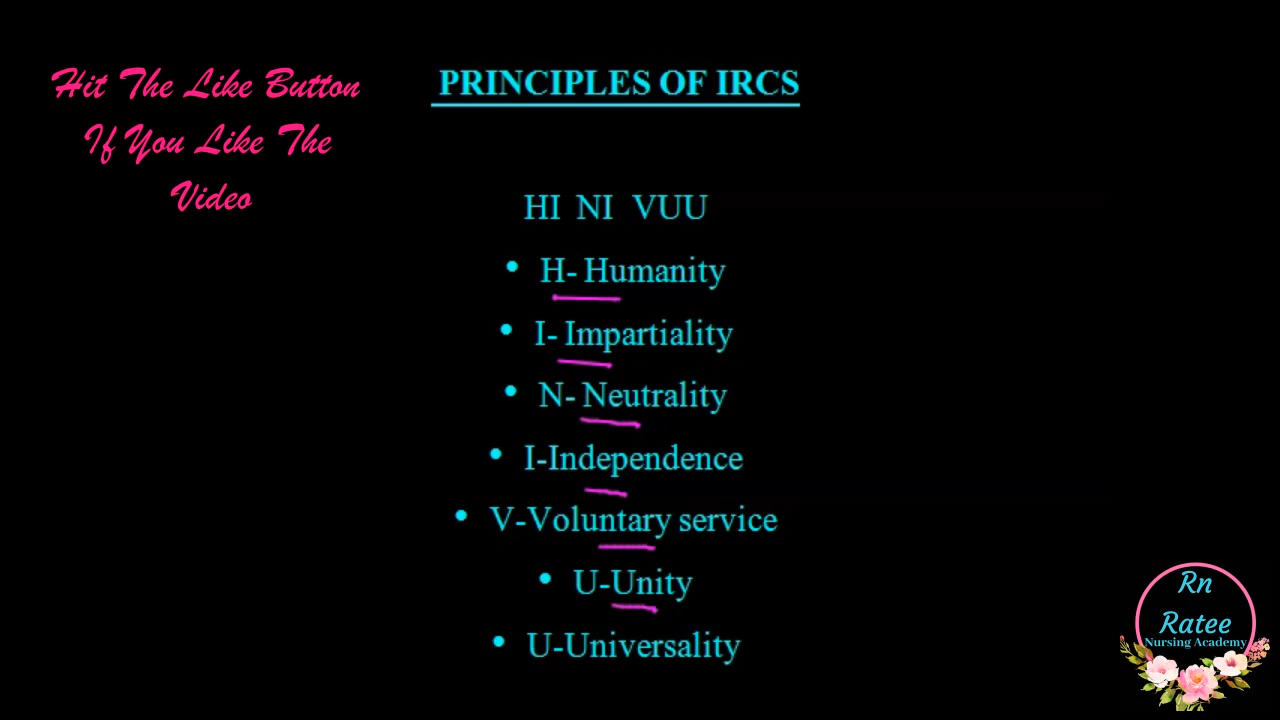 Hit The Like Button
If You Like The
Video
PRINCIPLES OF IRCS
HI NI VUU
• H- Humanity
• I- Impartiality
• N- Neutrality
• I-Independence
• V-Voluntary service
• U-Unity
• U-Universality
Rn
Ratee
Nursing Academy